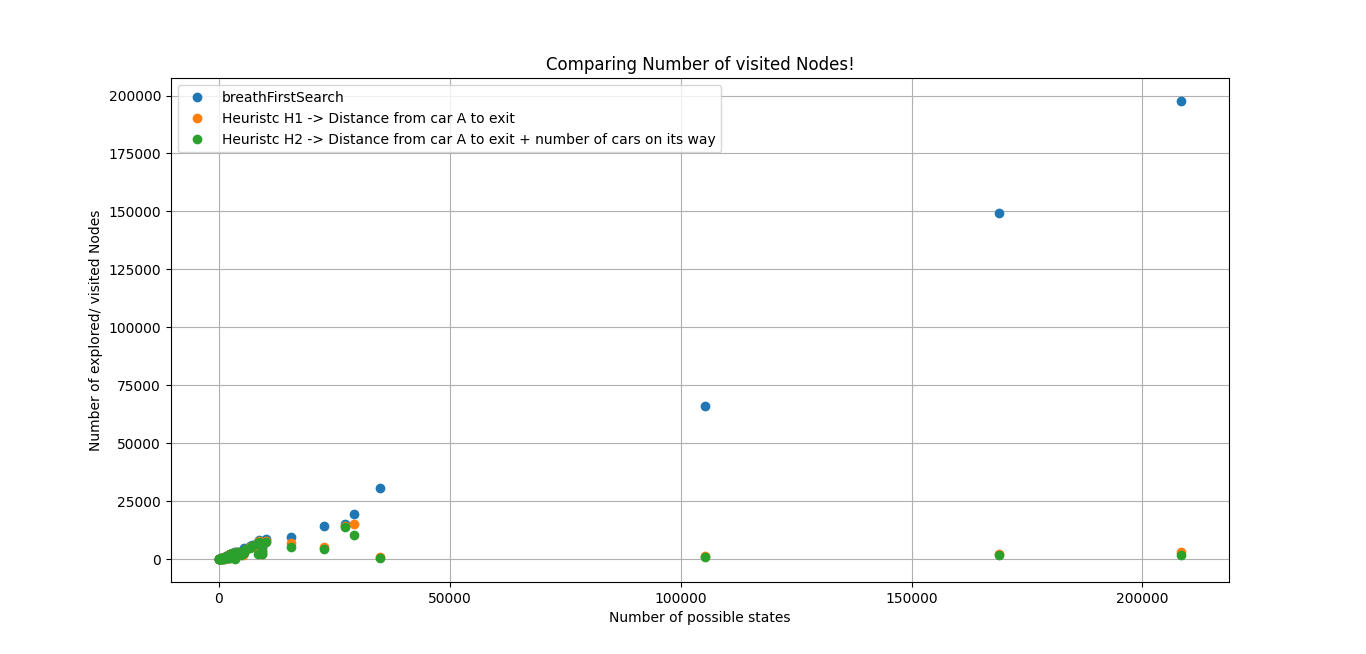 Comparing Number of visited Nodes!
breathFirstSearch
Heuristc H1 -> Distance from car A to exit
Heuristc H2 -> Distance from car A to exit + number of cars on its way
Number of explored/ visited Nodes
200000
175000
150000
125000
100000
75000
50000
25000
0
0 50000 100000 150000 200000
Number of possible states